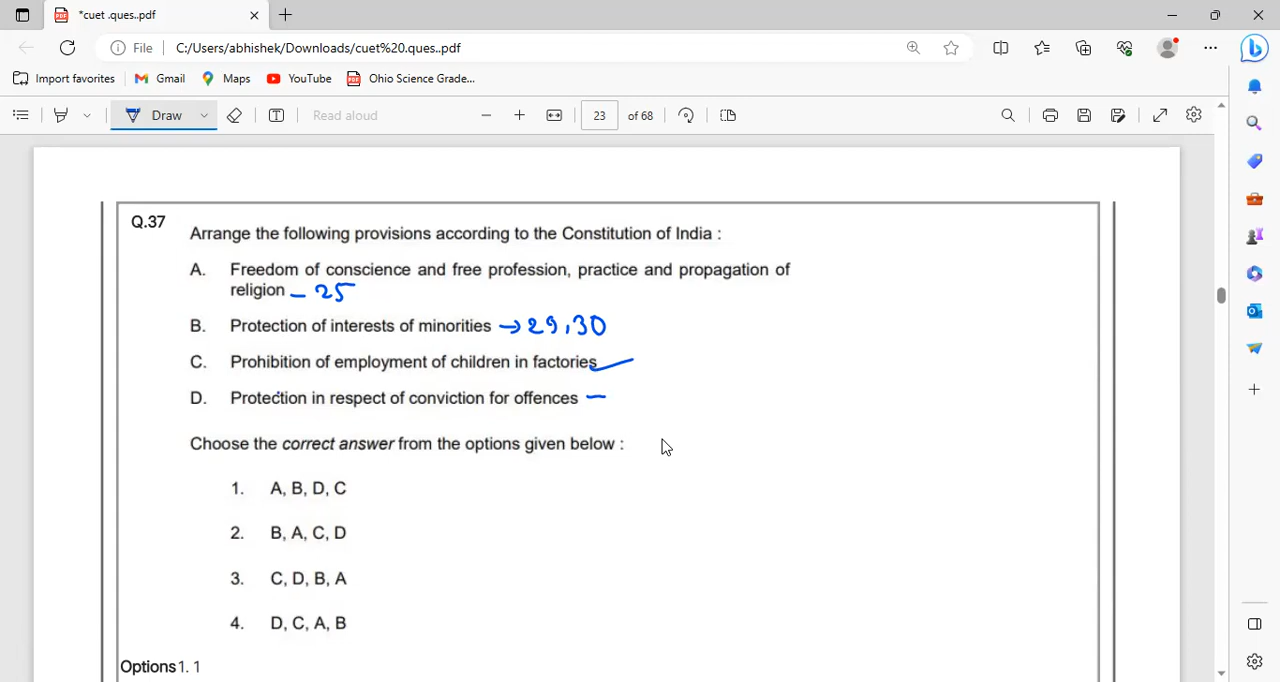 *cuet .ques..pdf
File C:/Users/abhishek/Downloads/cuet%20.ques..pdf
Import favorites Gmail Maps YouTube Ohio Science Grade...
Draw Read aloud 23 of 68
Q.37
Arrange the following provisions according to the Constitution of India :
A. Freedom of conscience and free profession, practice and propagation of
religion – 25
B. Protection of interests of minorities → 29,30
C. Prohibition of employment of children in factories
D. Protection in respect of conviction for offences –
Choose the correct answer from the options given below :
1. A, B, D, C
2. B, A, C, D
3. C, D, B, A
4. D, C, A, B
Options 1. 1